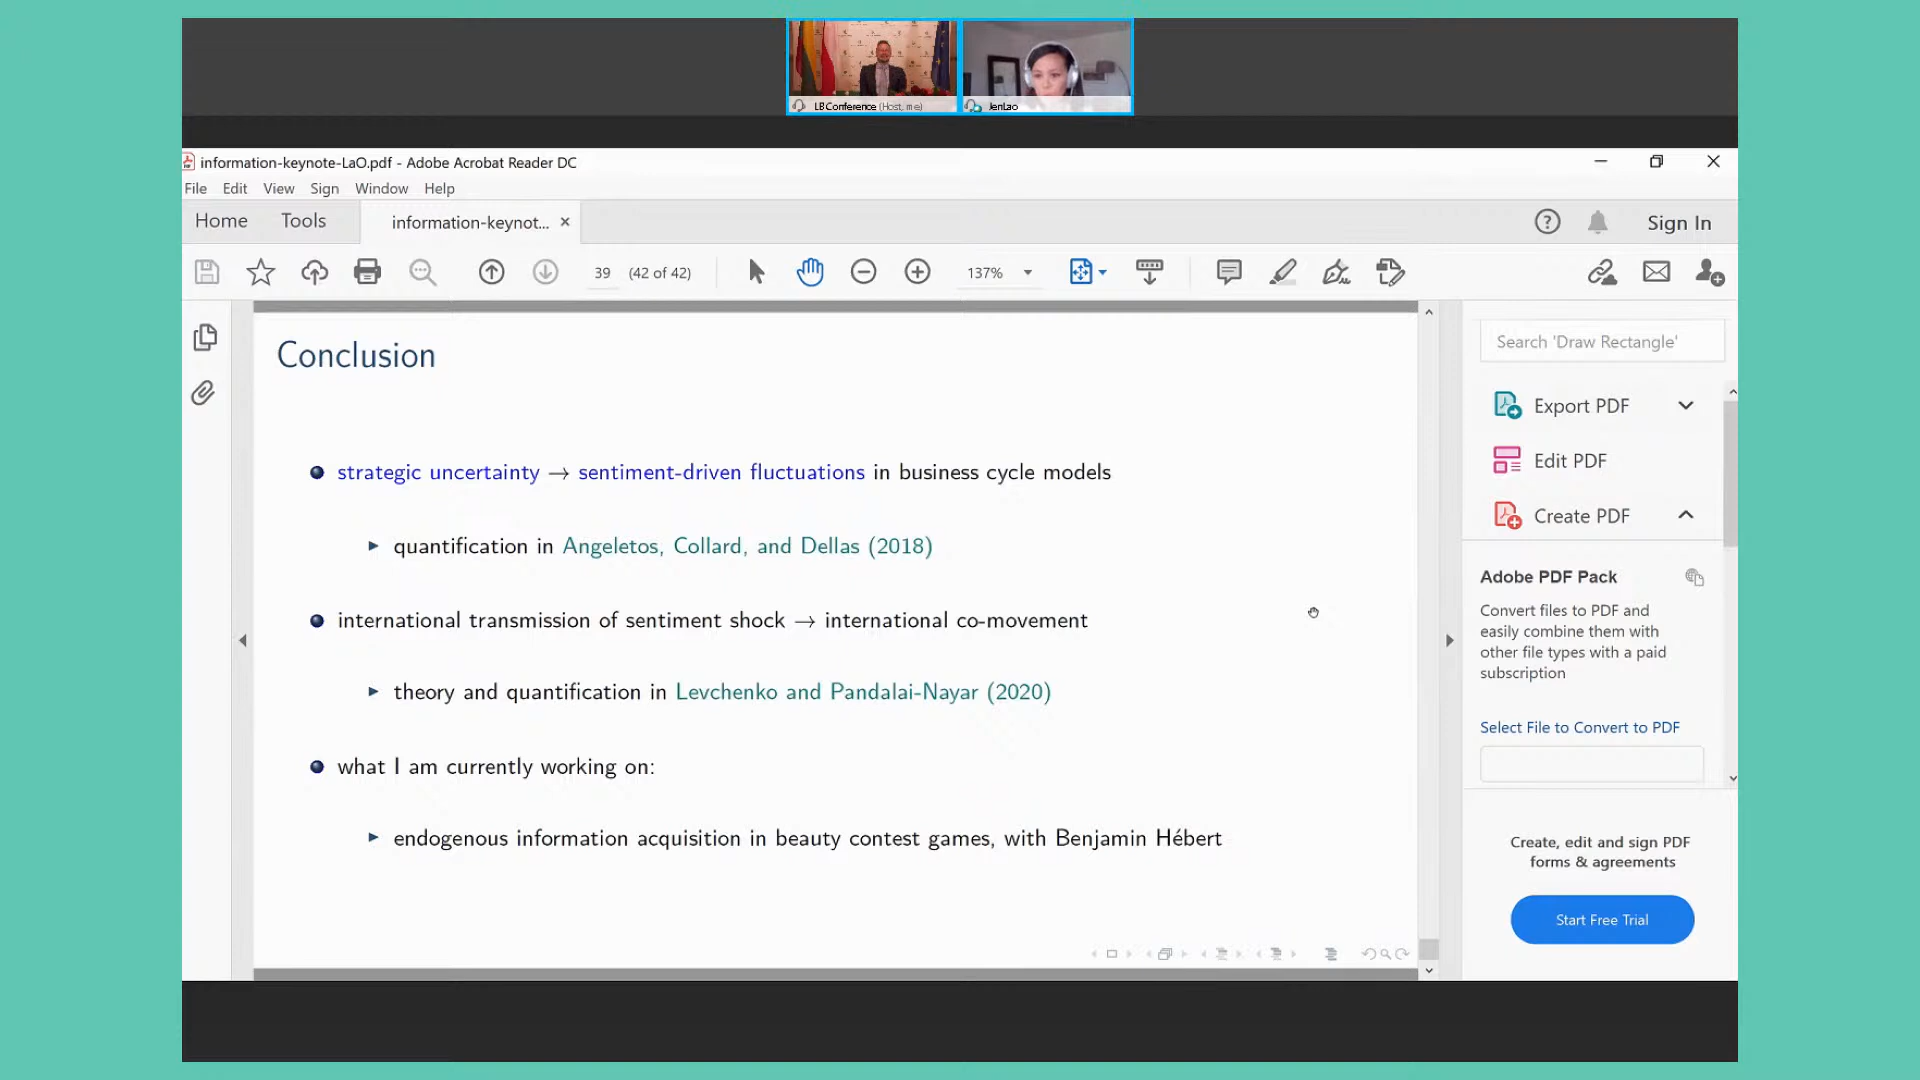 LB Conference (Host, me)
JenLao
information-keynote-LaO.pdf - Adobe Acrobat Reader DC
File Edit View Sign Window Help
Home Tools information-keynot... Sign In
39 (42 of 42) 137%
Search 'Draw Rectangle'
Conclusion
Export PDF
Edit PDF
strategic uncertainty → sentiment-driven fluctuations in business cycle models
Create PDF
quantification in Angeletos, Collard, and Dellas (2018)
international transmission of sentiment shock → international co-movement
theory and quantification in Levchenko and Pandalai-Nayar (2020)
what I am currently working on:
endogenous information acquisition in beauty contest games, with Benjamin Hébert
Adobe PDF Pack
Convert files to PDF and
easily combine them with
other file types with a paid
subscription
Select File to Convert to PDF
Create, edit and sign PDF
forms & agreements
Start Free Trial